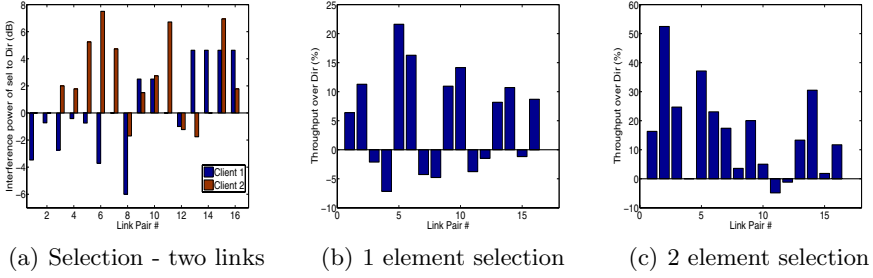 Interference power of sel to Dir (dB)
8
6
4
2
0
−2
−4
−6
2 4 6 8 10 12 14 16
Link Pair #
Client 1
Client 2
(a) Selection - two links
Throughput over Dir (%)
25
20
15
10
5
0
−5
−10
0 5 10 15
Link Pair #
(b) 1 element selection
Throughput over Dir (%)
60
50
40
30
20
10
0
−10
0 5 10 15
Link Pair #
(c) 2 element selection